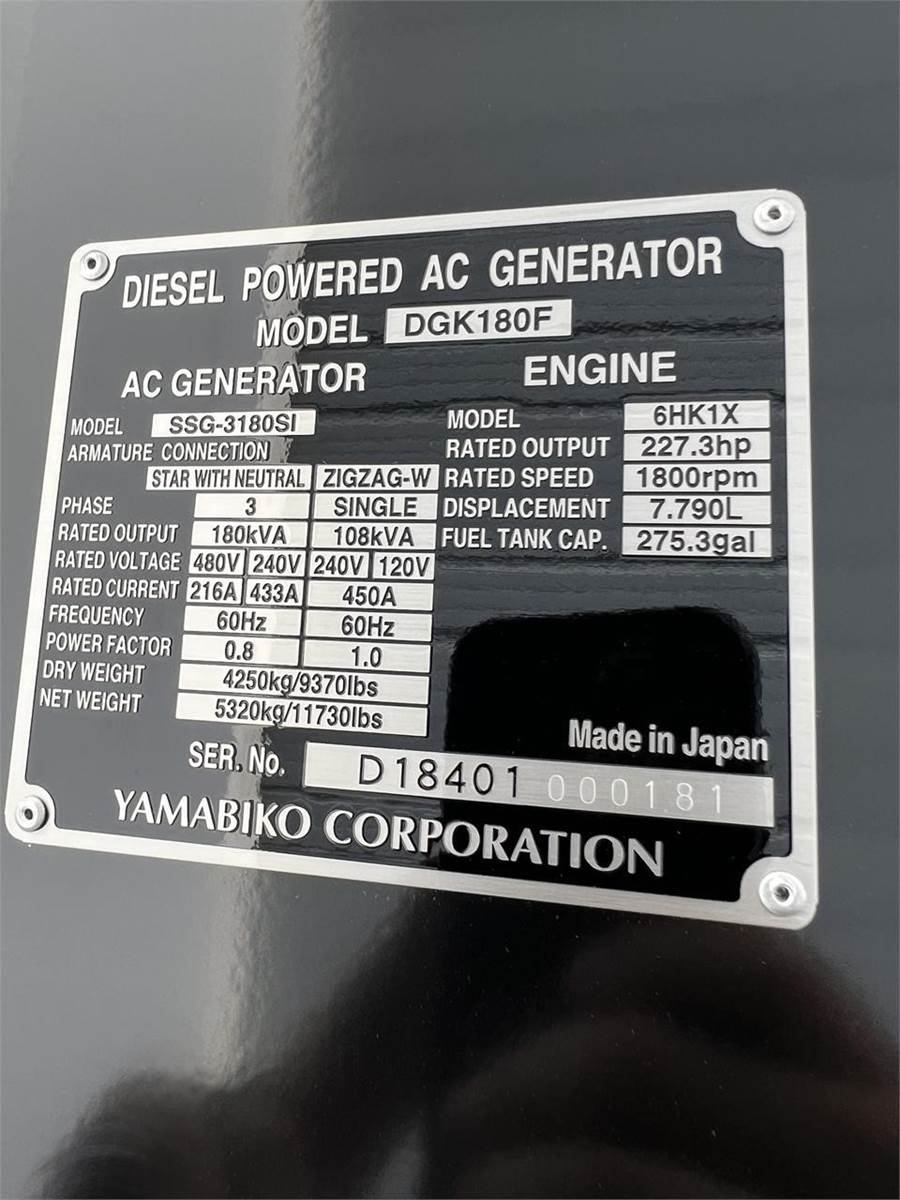 DIESEL POWERED AC GENERATOR
MODEL DGK180F
AC GENERATOR
MODEL SSG-3180SI
ARMATURE CONNECTION
STAR WITH NEUTRAL ZIGZAG-W
PHASE 3 SINGLE
RATED OUTPUT 180kVA 108kVA
RATED VOLTAGE 480V 240V 240V 120V
RATED CURRENT 216A 433A 450A
FREQUENCY 60Hz 60Hz
POWER FACTOR 0.8 1.0
DRY WEIGHT 4250kg/9370lbs
NET WEIGHT 5320kg/11730lbs
ENGINE
MODEL 6HK1X
RATED OUTPUT 227.3hp
RATED SPEED 1800rpm
DISPLACEMENT 7.790L
FUEL TANK CAP. 275.3gal
Made in Japan
SER. No. D18401 000181
YAMABIKO CORPORATION